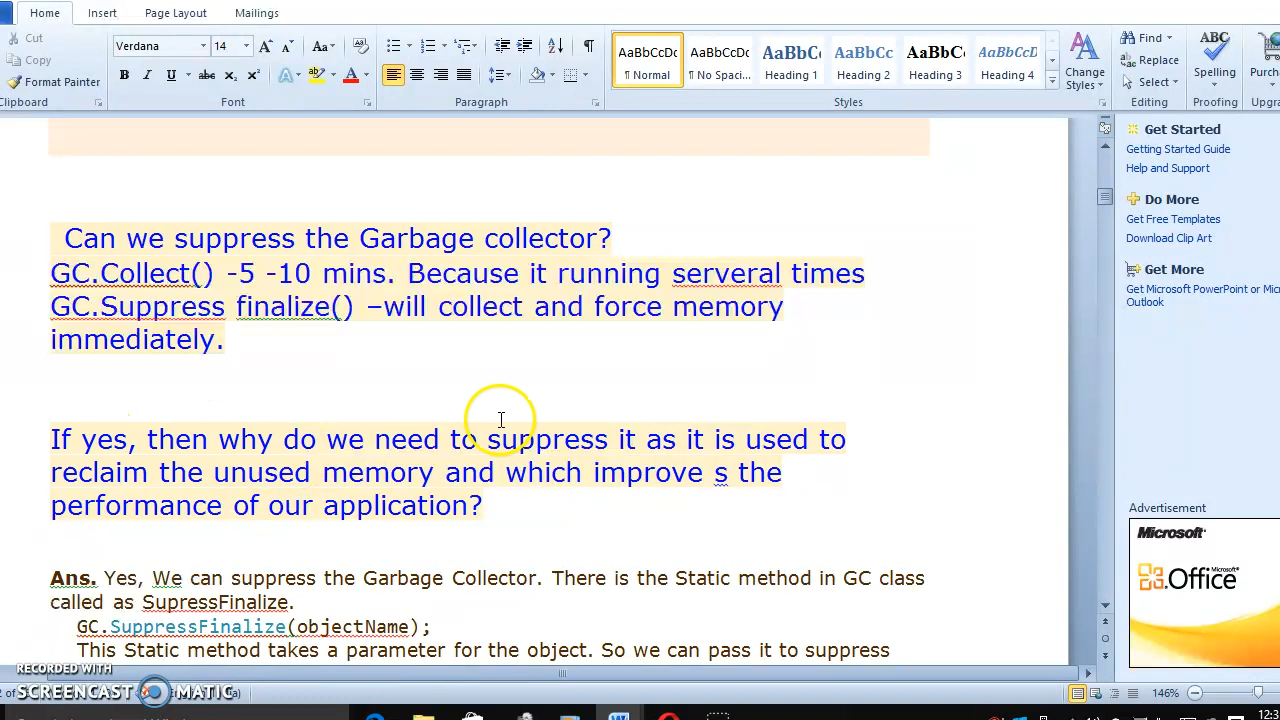 Home Insert Page Layout Mailings
Cut
Copy
Format Painter
Clipboard
Verdana 14
Font
Paragraph
AaBbCcDc AaBbCcDc AaBbCc AaBbCc AaBbC AaBbCcD
¶ Normal ¶ No Spaci... Heading 1 Heading 2 Heading 3 Heading 4
Styles
Change
Styles
Find
Replace
Select
Editing
ABC
Spelling
Proofing
Purcha
Upgra
Can we suppress the Garbage collector?
GC.Collect() -5 -10 mins. Because it running serveral times
GC.Suppress finalize() –will collect and force memory
immediately.
If yes, then why do we need to suppress it as it is used to
reclaim the unused memory and which improve s the
performance of our application?
Ans. Yes, We can suppress the Garbage Collector. There is the Static method in GC class
called as SupressFinalize.
GC.SuppressFinalize(objectName);
This Static method takes a parameter for the object. So we can pass it to suppress
Get Started
Getting Started Guide
Help and Support
Do More
Get Free Templates
Download Clip Art
Get More
Get Microsoft PowerPoint or Mic
Outlook
Advertisement
Microsoft®
Office
RECORDED WITH
SCREENCAST MATIC
146%
12:3